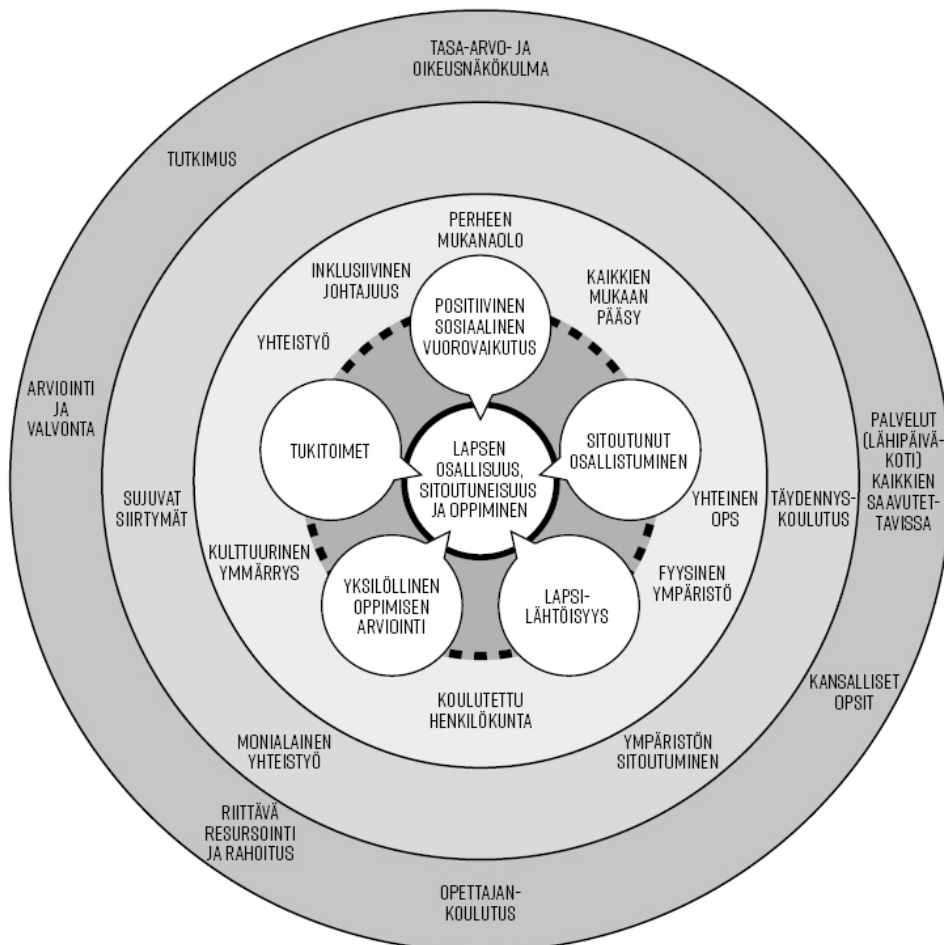 TASA-ARVO- JA
OIKEUSNÄKÖKULMA
TUTKIMUS
PERHEEN
MUKANAOLO
INKLUSIIVINEN
JOHTAJUUS
KAIKKIEN
MUKAAN
PÄÄSY
POSITIIVINEN
SOSIAALINEN
VUOROVAIKUTUS
YHTEISTYÖ
ARVIOINTI
JA
VALVONTA
TUKITOIMET
LAPSEN
OSALLISUUS,
SITOUTUNEISUUS
JA OPPIMINEN
SITOUTUNUT
OSALLISTUMINEN
PALVELUT
(LÄHIPÄIVÄ-
KOTI)
KAIKKIEN
SAAVUTET-
TAVISSA
SUJUVAT
SIIRTYMÄT
YHTEINEN
OPS
TÄYDENNYS-
KOULUTUS
KULTTUURINEN
YMMÄRRYS
FYYSINEN
YMPÄRISTÖ
YKSILÖLLINEN
OPPIMISEN
ARVIOINTI
LAPSI-
LÄHTÖISYYS
KANSALLISET
OPSIT
KOULUTETTU
HENKILÖKUNTA
MONIALAINEN
YHTEISTYÖ
YMPÄRISTÖN
SITOUTUMINEN
RIITTÄVÄ
RESURSOINTI
JA RAHOITUS
OPETTAJAN-
KOULUTUS